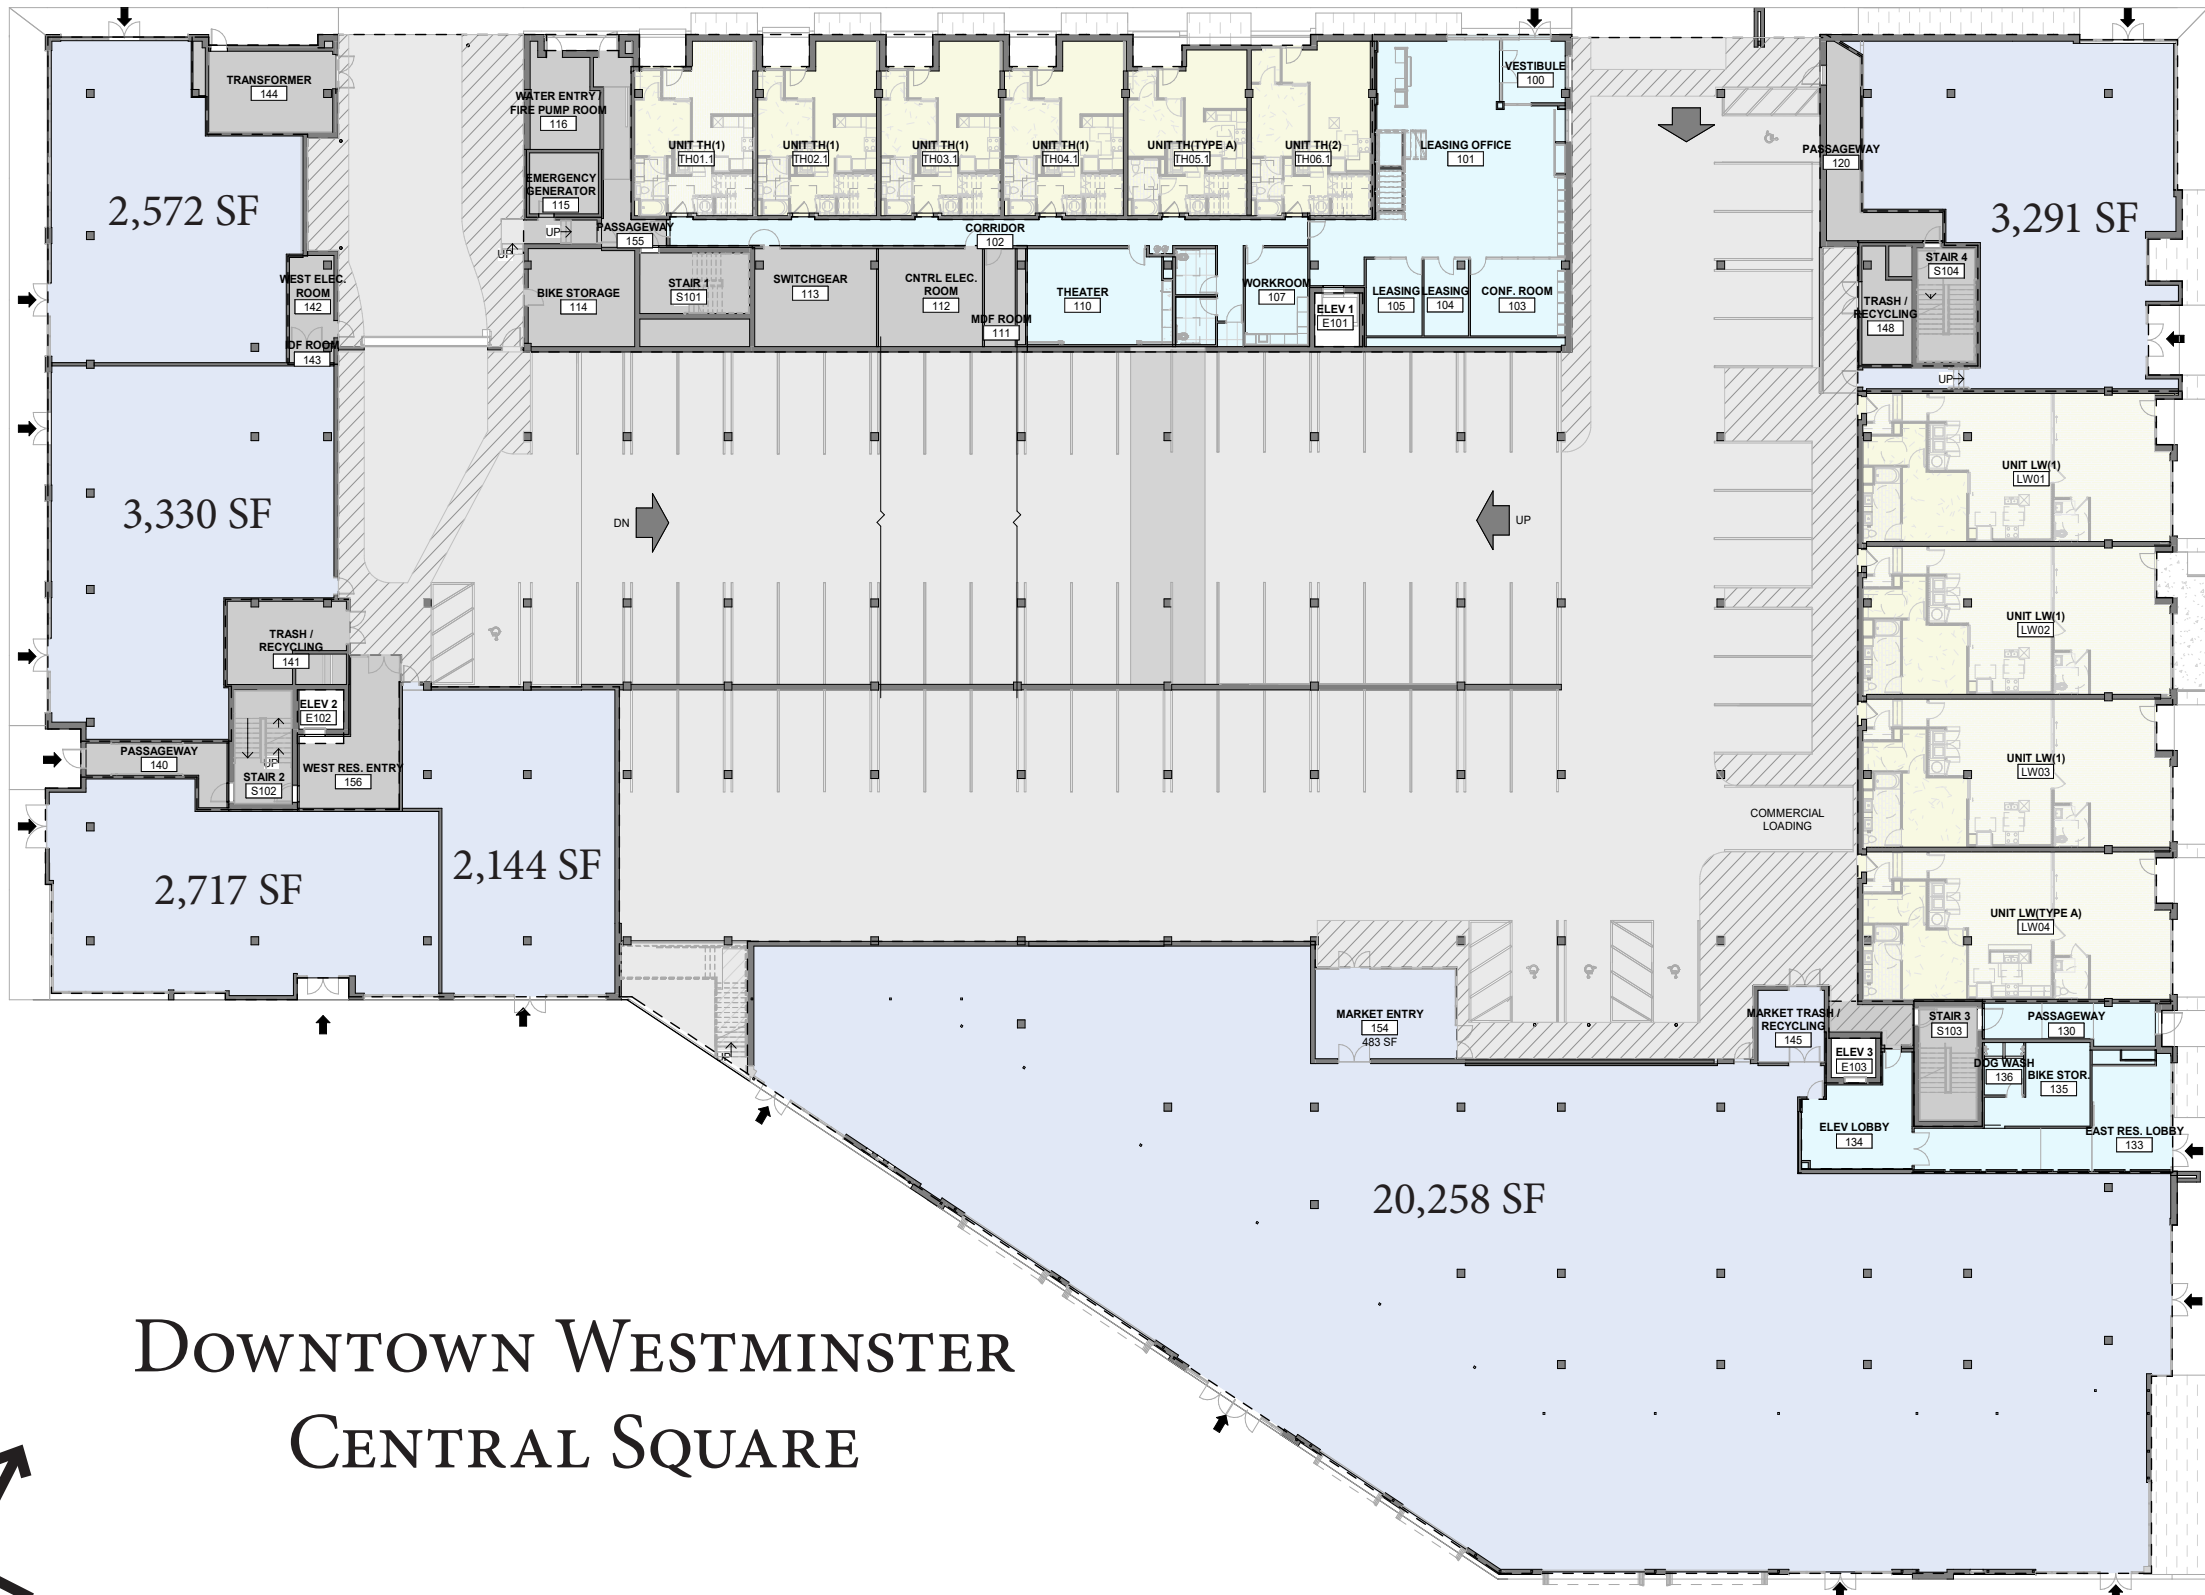 TRANSFORMER
144
WATER ENTRY /
FIRE PUMP ROOM
116
EMERGENCY
GENERATOR
115
UNIT TH(1)
TH01.1
UNIT TH(1)
TH02.1
UNIT TH(1)
TH03.1
UNIT TH(1)
TH04.1
UNIT TH(TYPE A)
TH05.1
UNIT TH(2)
TH06.1
LEASING OFFICE
101
VESTIBULE
100
PASSAGEWAY
120
2,572 SF
3,291 SF
UP
UP
PASSAGEWAY
155
CORRIDOR
102
WEST ELEC.
ROOM
142
DF ROOM
143
BIKE STORAGE
114
STAIR 1
S101
SWITCHGEAR
113
CNTRL ELEC.
ROOM
112
MDF ROOM
111
THEATER
110
WORKROOM
107
ELEV 1
E101
LEASING
105
LEASING
104
CONF. ROOM
103
STAIR 4
S104
TRASH /
RECYCLING
148
UP
3,330 SF
DN
UP
UNIT LW(1)
LW01
UNIT LW(1)
LW02
UNIT LW(1)
LW03
UNIT LW(TYPE A)
LW04
TRASH /
RECYCLING
141
ELEV 2
E102
PASSAGEWAY
140
UP
STAIR 2
S102
WEST RES. ENTRY
156
COMMERCIAL
LOADING
2,717 SF
2,144 SF
UP
MARKET ENTRY
154
483 SF
MARKET TRASH /
RECYCLING
145
STAIR 3
S103
PASSAGEWAY
130
ELEV 3
E103
DOG WASH
136
BIKE STOR.
135
ELEV LOBBY
134
EAST RES. LOBBY
133
20,258 SF
DOWNTOWN WESTMINSTER
CENTRAL SQUARE